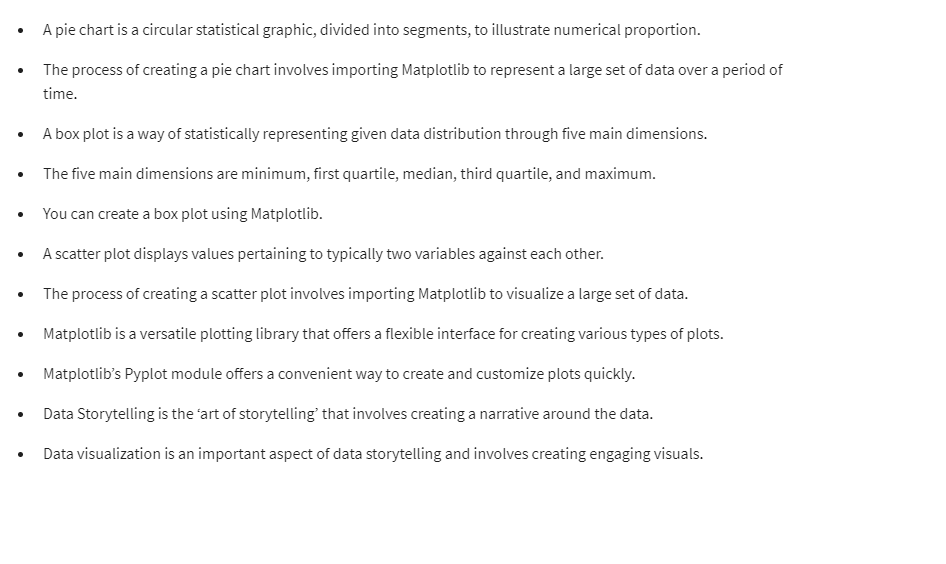 • A pie chart is a circular statistical graphic, divided into segments, to illustrate numerical proportion.
• The process of creating a pie chart involves importing Matplotlib to represent a large set of data over a period of
time.
• A box plot is a way of statistically representing given data distribution through five main dimensions.
• The five main dimensions are minimum, first quartile, median, third quartile, and maximum.
• You can create a box plot using Matplotlib.
• A scatter plot displays values pertaining to typically two variables against each other.
• The process of creating a scatter plot involves importing Matplotlib to visualize a large set of data.
• Matplotlib is a versatile plotting library that offers a flexible interface for creating various types of plots.
• Matplotlib’s Pyplot module offers a convenient way to create and customize plots quickly.
• Data Storytelling is the ‘art of storytelling’ that involves creating a narrative around the data.
• Data visualization is an important aspect of data storytelling and involves creating engaging visuals.